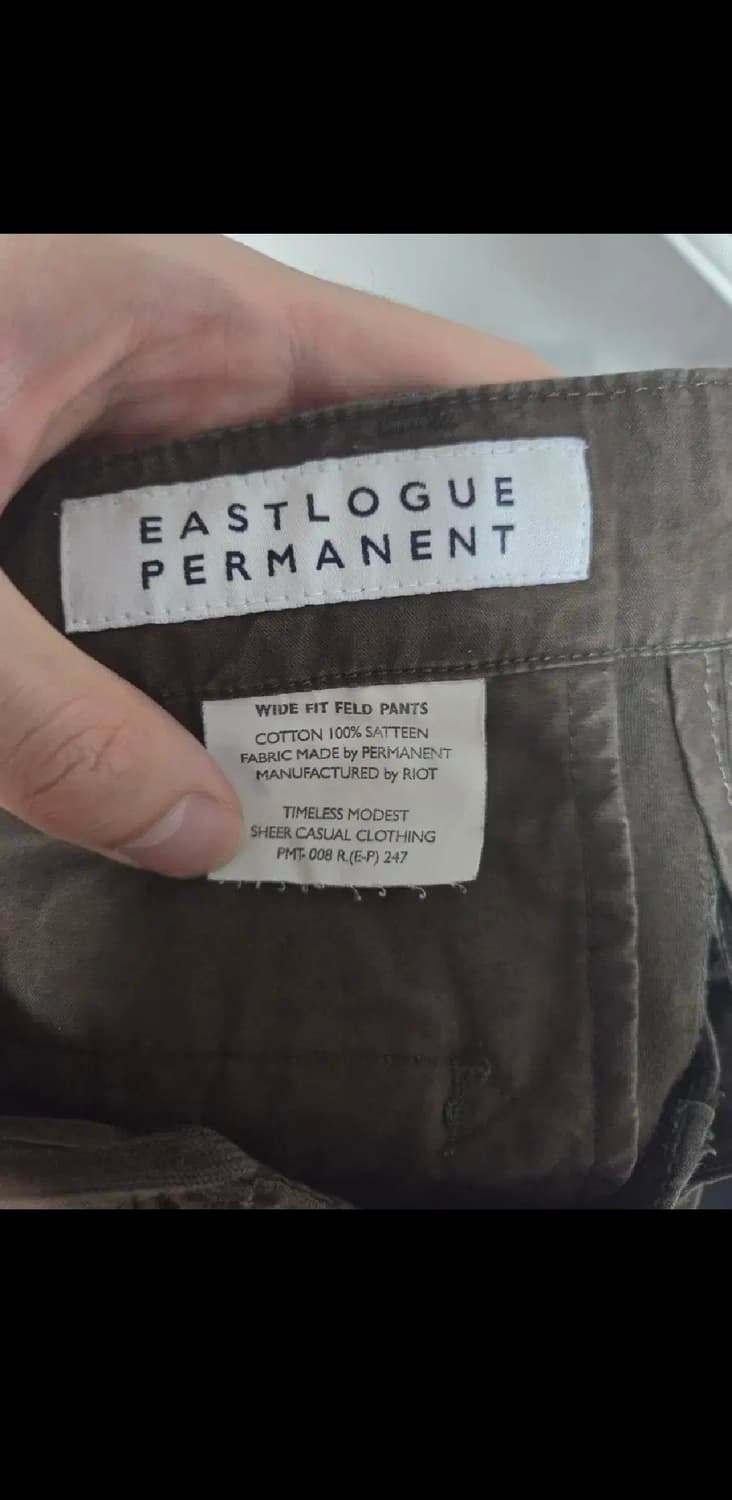 EASTLOGUE
PERMANENT
WIDE FIT FELD PANTS
COTTON 100% SATTEEN
FABRIC MADE by PERMANENT
MANUFACTURED by RIOT
TIMELESS MODEST
SHEER CASUAL CLOTHING
PMT- 008 R.(E-P) 247